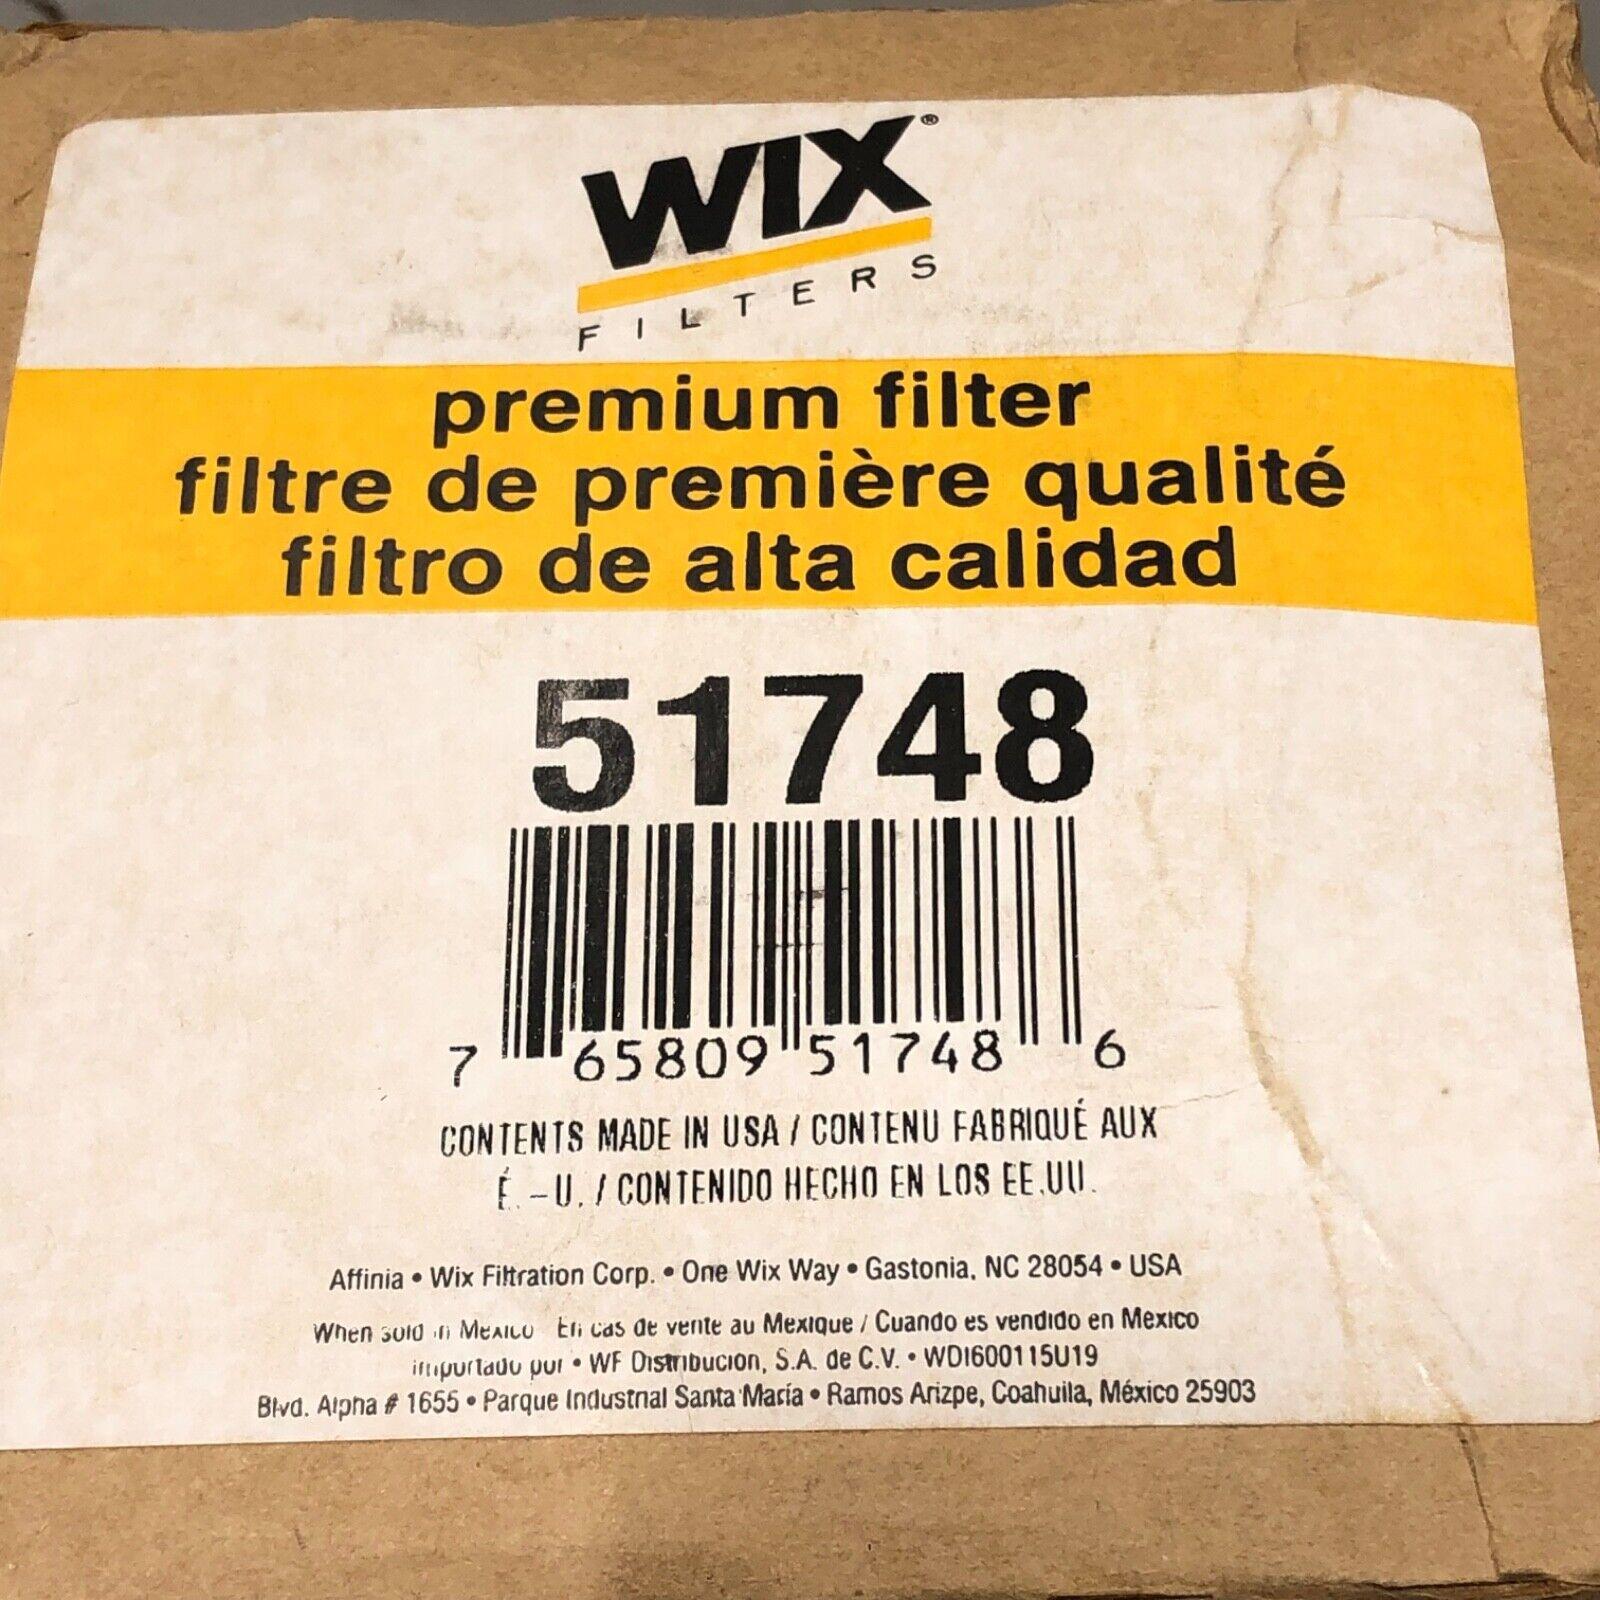 WIX®
FILTERS
premium filter
filtre de première qualité
filtro de alta calidad
51748
7 65809 51748 6
CONTENTS MADE IN USA / CONTENU FABRIQUÉ AUX
É.-U. / CONTENIDO HECHO EN LOS EE.UU.
Affinia • Wix Filtration Corp. • One Wix Way • Gastonia, NC 28054 • USA
When sold in Mexico En cas de vente au Mexique / Cuando es vendido en Mexico
importado por • WF Distribucion, S.A. de C.V. • WDI600115U19
Blvd. Alpha # 1655 • Parque Industrial Santa María • Ramos Arizpe, Coahuila, México 25903